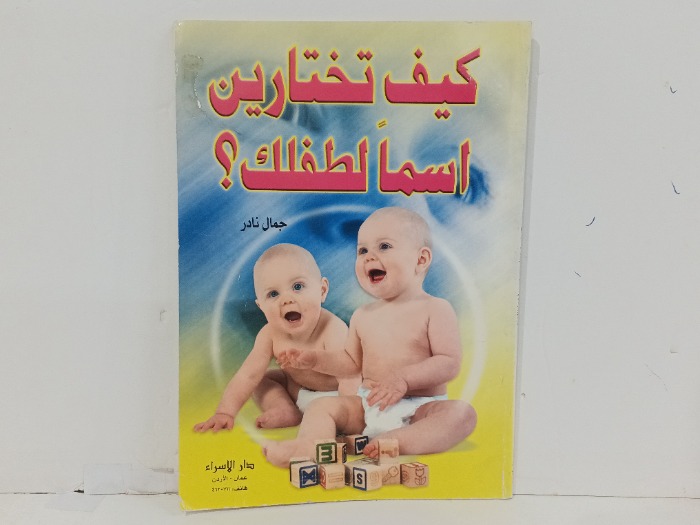 كيف تختارين
اسماً لطفلك؟
جمال نادر
دار الإسراء
عمان - الأردن
M
S